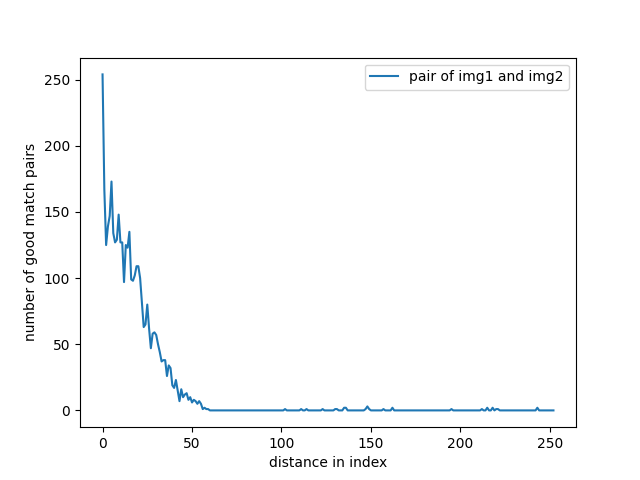 pair of img1 and img2
number of good match pairs
250
200
150
100
50
0
0 50 100 150 200 250
distance in index